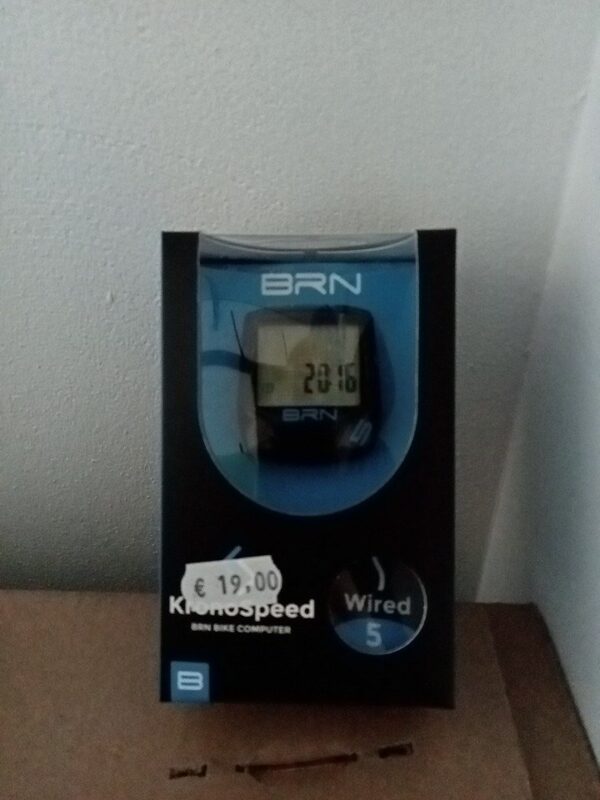 BRN
2016
BRN
€ 19,00
KronoSpeed
BRN BIKE COMPUTER
Wired
5
B